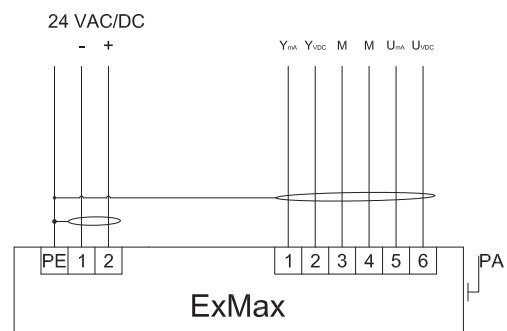 24 VAC/DC
- +
YmA YVDC M M UmA UVDC
PE 1 2 1 2 3 4 5 6 PA
ExMax